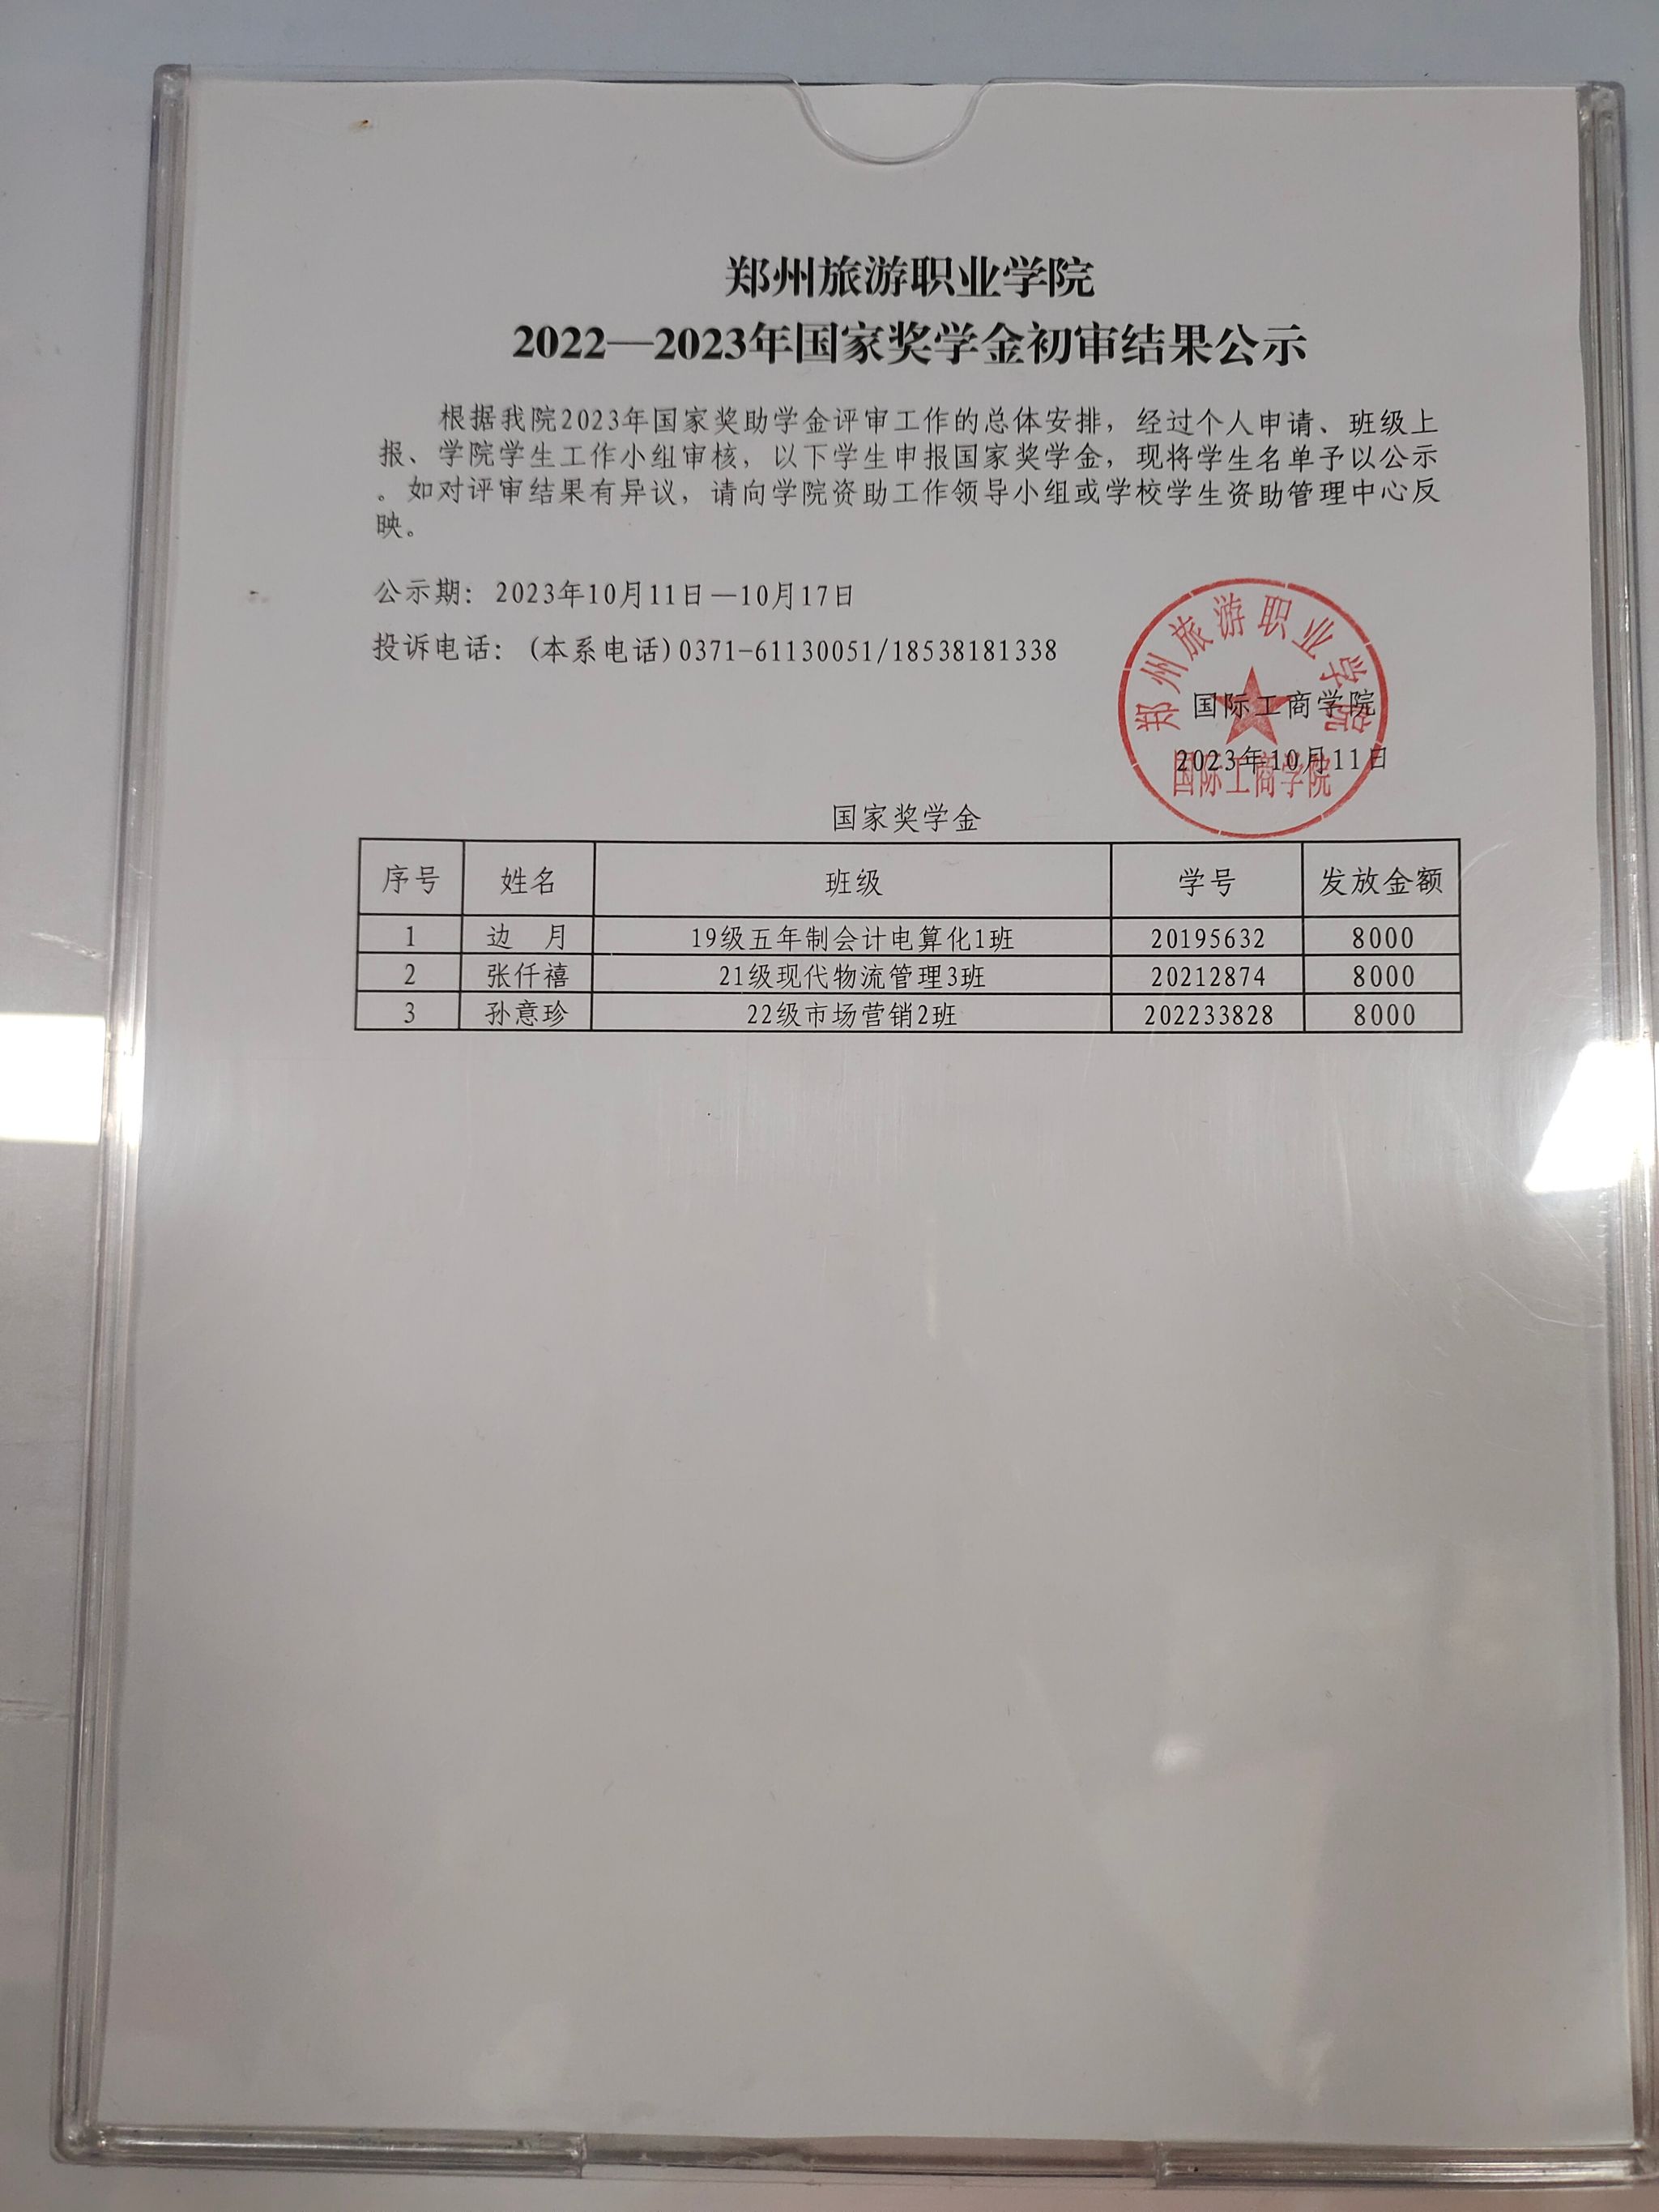 郑州旅游职业学院
2022—2023年国家奖学金初审结果公示
根据我院2023年国家奖助学金评审工作的总体安排，经过个人申请、班级上
报、学院学生工作小组审核，以下学生申报国家奖学金，现将学生名单予以公示
。如对评审结果有异议，请向学院资助工作领导小组或学校学生资助管理中心反
映。
公示期：2023年10月11日—10月17日
投诉电话：(本系电话)0371-61130051/18538181338
郑州旅游职业学院
国际工商学院
2023年10月11日
国际工商学院
国家奖学金
序号 姓名 班级 学号 发放金额
1 边 月 19级五年制会计电算化1班 20195632 8000
2 张仟禧 21级现代物流管理3班 20212874 8000
3 孙意珍 22级市场营销2班 202233828 8000